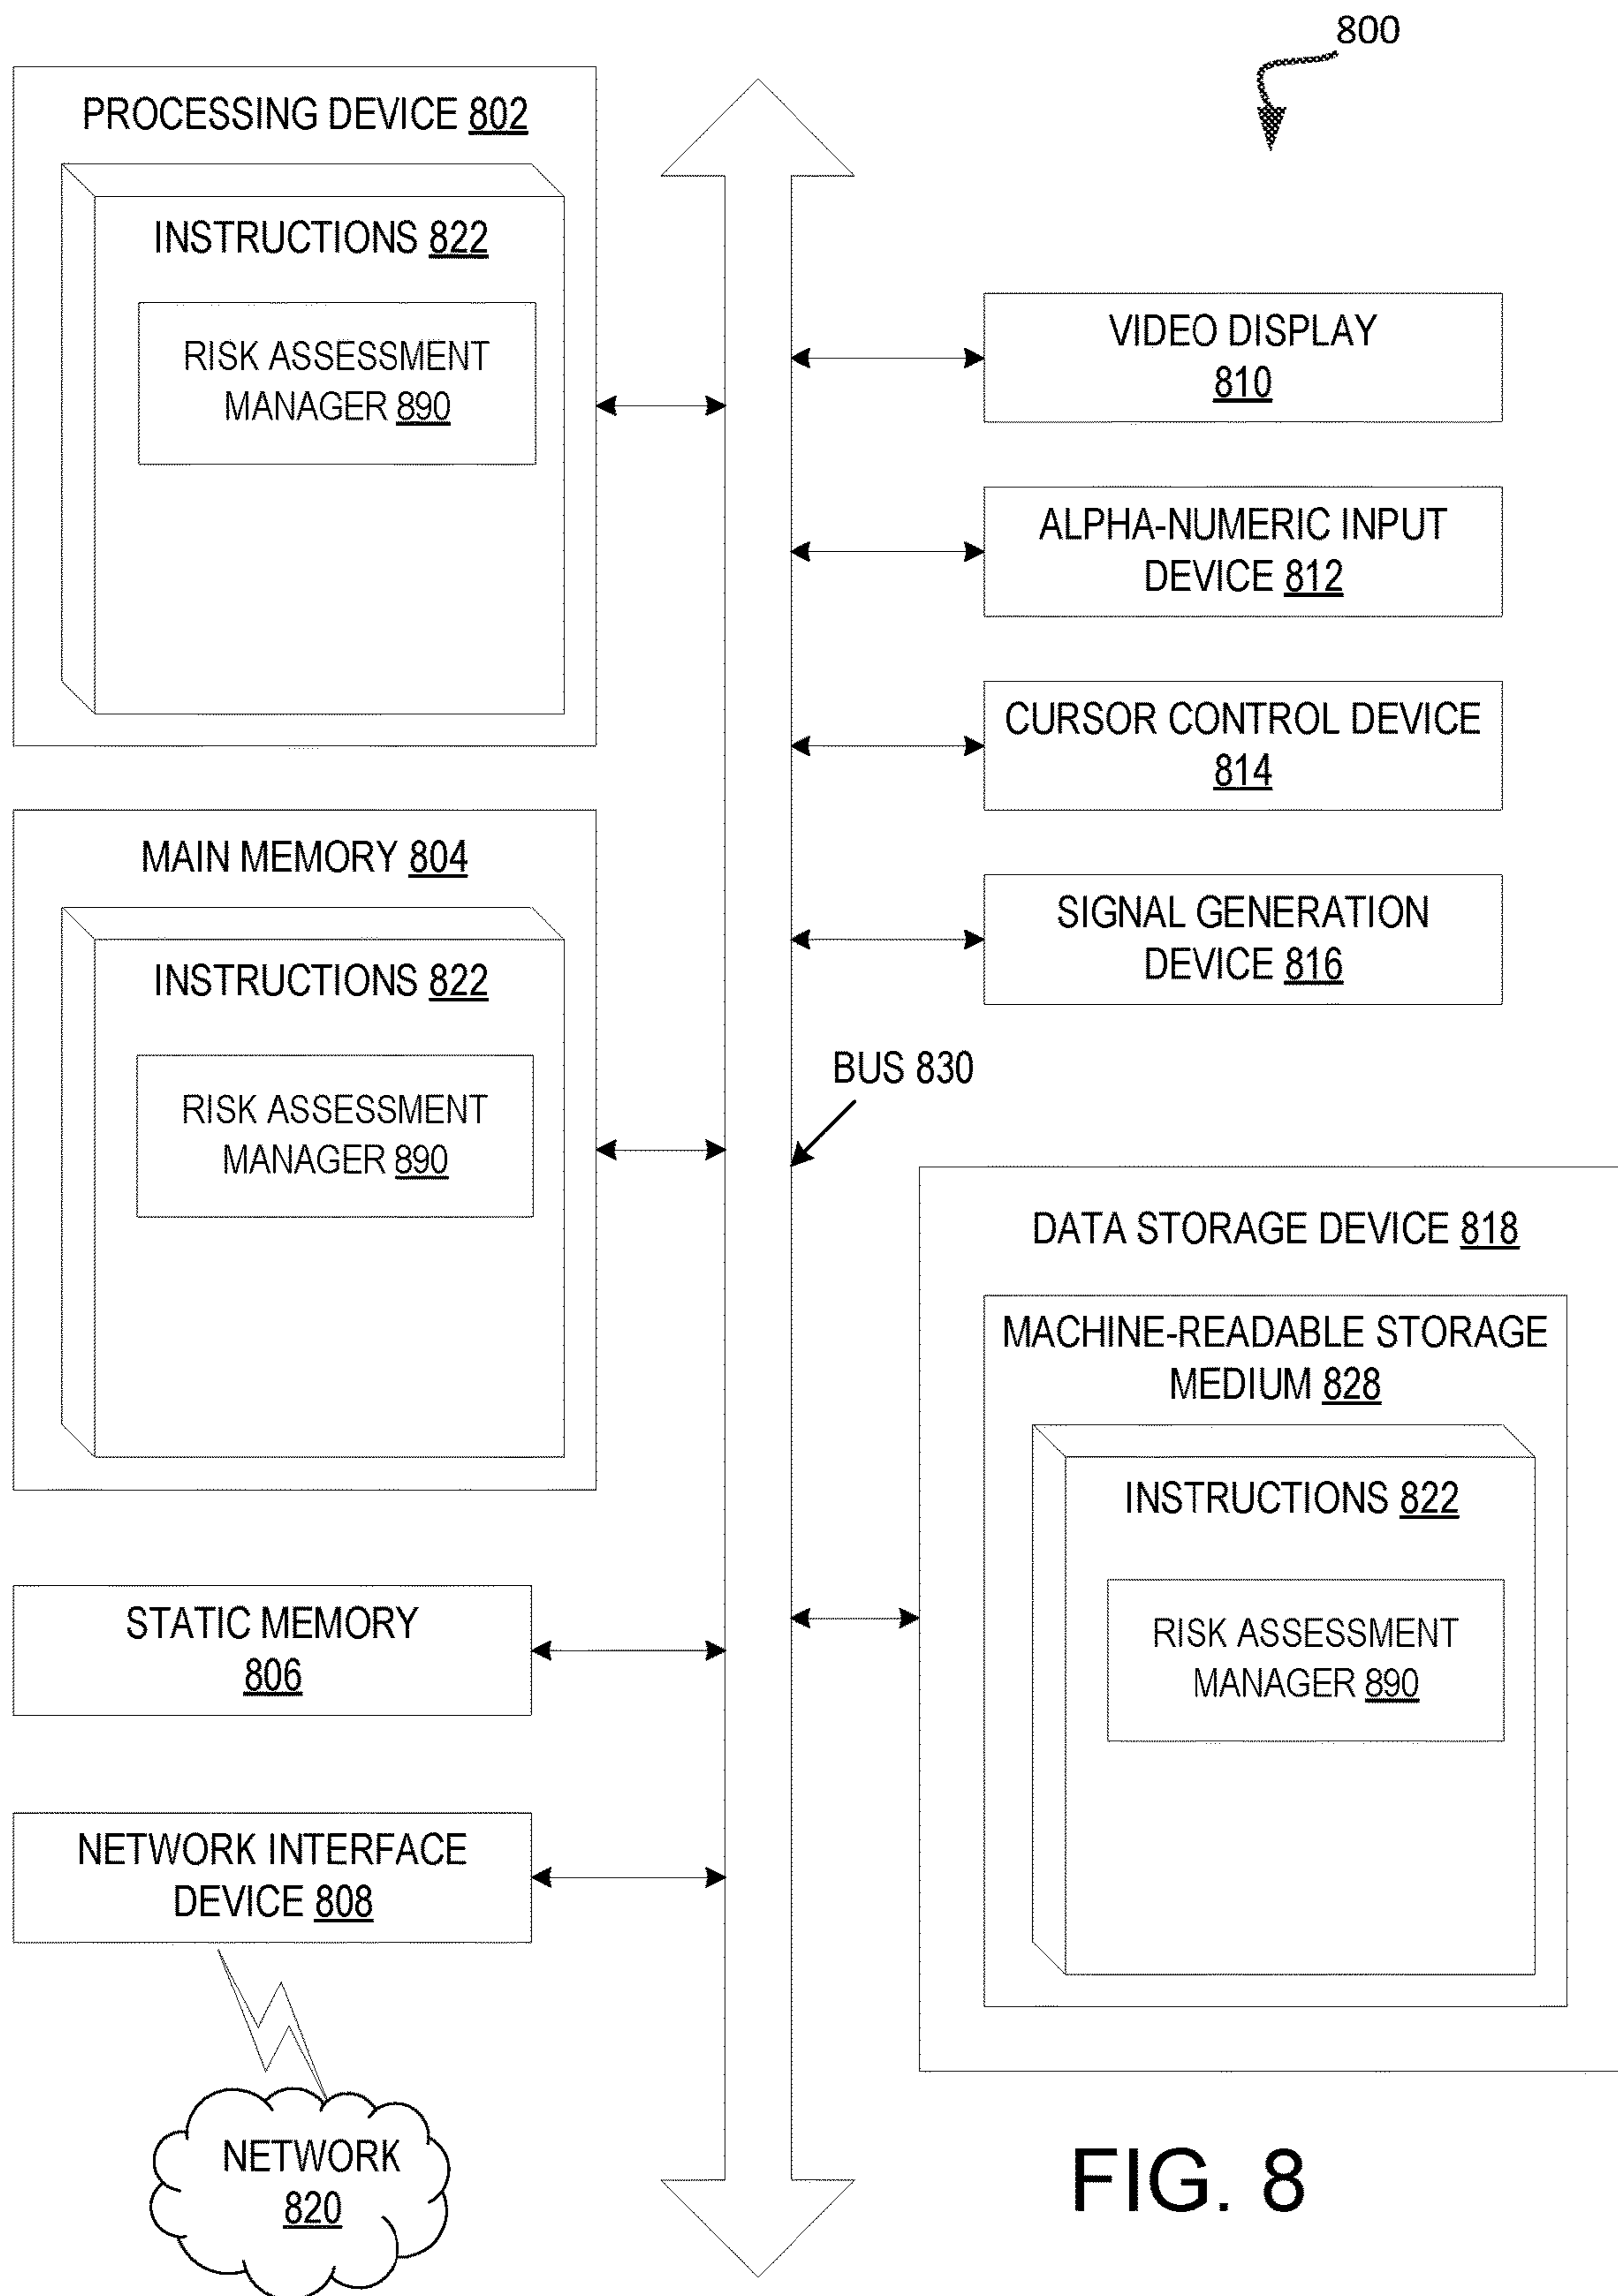 800
PROCESSING DEVICE 802
INSTRUCTIONS 822
RISK ASSESSMENT
MANAGER 890
MAIN MEMORY 804
INSTRUCTIONS 822
RISK ASSESSMENT
MANAGER 890
STATIC MEMORY
806
NETWORK INTERFACE
DEVICE 808
NETWORK
820
VIDEO DISPLAY
810
ALPHA-NUMERIC INPUT
DEVICE 812
CURSOR CONTROL DEVICE
814
SIGNAL GENERATION
DEVICE 816
BUS 830
DATA STORAGE DEVICE 818
MACHINE-READABLE STORAGE
MEDIUM 828
INSTRUCTIONS 822
RISK ASSESSMENT
MANAGER 890
FIG. 8